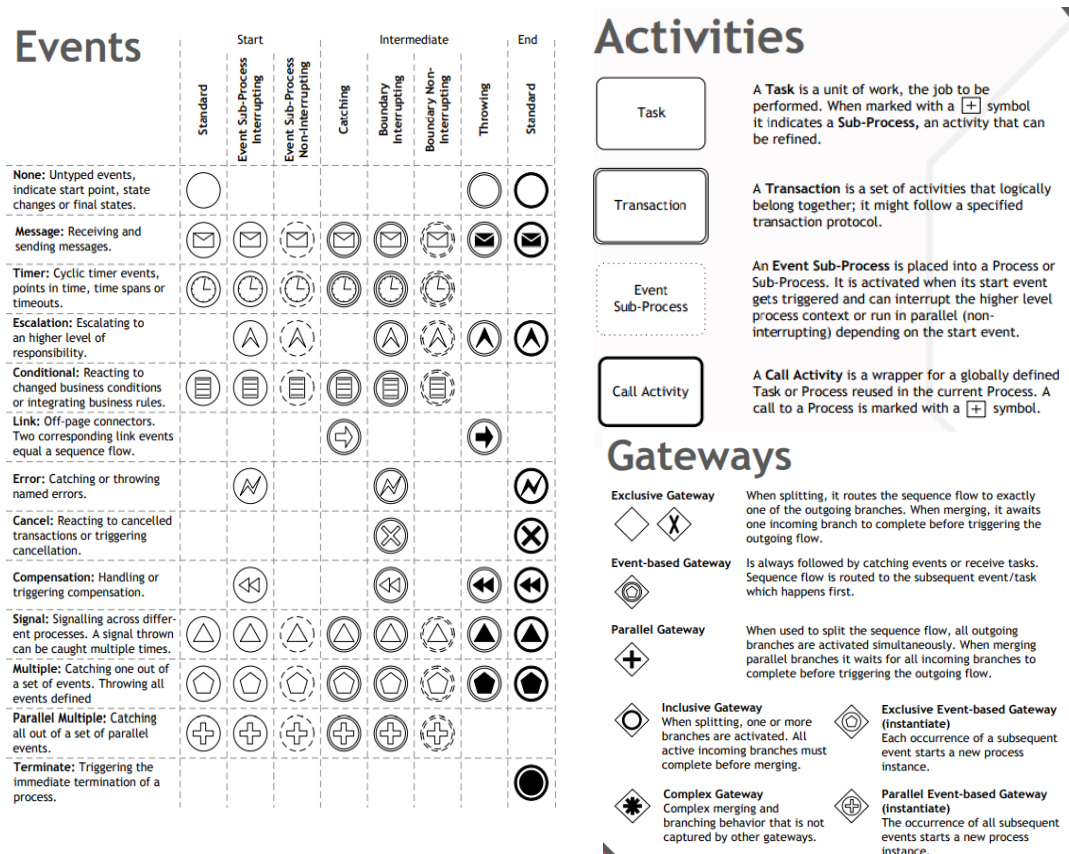 Events
Start
Intermediate
End
Standard
Event Sub-Process
Interrupting
Event Sub-Process
Non-Interrupting
Catching
Boundary
Interrupting
Boundary Non-
Interrupting
Throwing
Standard
None: Untyped events,
indicate start point, state
changes or final states.
Message: Receiving and
sending messages.
Timer: Cyclic timer events,
points in time, time spans or
timeouts.
Escalation: Escalating to
an higher level of
responsibility.
Conditional: Reacting to
changed business conditions
or integrating business rules.
Link: Off-page connectors.
Two corresponding link events
equal a sequence flow.
Error: Catching or throwing
named errors.
Cancel: Reacting to cancelled
transactions or triggering
cancellation.
Compensation: Handling or
triggering compensation.
Signal: Signalling across differ-
ent processes. A signal thrown
can be caught multiple times.
Multiple: Catching one out of
a set of events. Throwing all
events defined
Parallel Multiple: Catching
all out of a set of parallel
events.
Terminate: Triggering the
immediate termination of a
process.
Activities
Task
A Task is a unit of work, the job to be
performed. When marked with a + symbol
it indicates a Sub-Process, an activity that can
be refined.
Transaction
A Transaction is a set of activities that logically
belong together; it might follow a specified
transaction protocol.
Event
Sub-Process
An Event Sub-Process is placed into a Process or
Sub-Process. It is activated when its start event
gets triggered and can interrupt the higher level
process context or run in parallel (non-
interrupting) depending on the start event.
Call Activity
A Call Activity is a wrapper for a globally defined
Task or Process reused in the current Process. A
call to a Process is marked with a + symbol.
Gateways
Exclusive Gateway
When splitting, it routes the sequence flow to exactly
one of the outgoing branches. When merging, it awaits
one incoming branch to complete before triggering the
outgoing flow.
Event-based Gateway
Is always followed by catching events or receive tasks.
Sequence flow is routed to the subsequent event/task
which happens first.
Parallel Gateway
When used to split the sequence flow, all outgoing
branches are activated simultaneously. When merging
parallel branches it waits for all incoming branches to
complete before triggering the outgoing flow.
Inclusive Gateway
When splitting, one or more
branches are activated. All
active incoming branches must
complete before merging.
Exclusive Event-based Gateway
(instantiate)
Each occurrence of a subsequent
event starts a new process
instance.
Complex Gateway
Complex merging and
branching behavior that is not
captured by other gateways.
Parallel Event-based Gateway
(instantiate)
The occurrence of all subsequent
events starts a new process
instance.